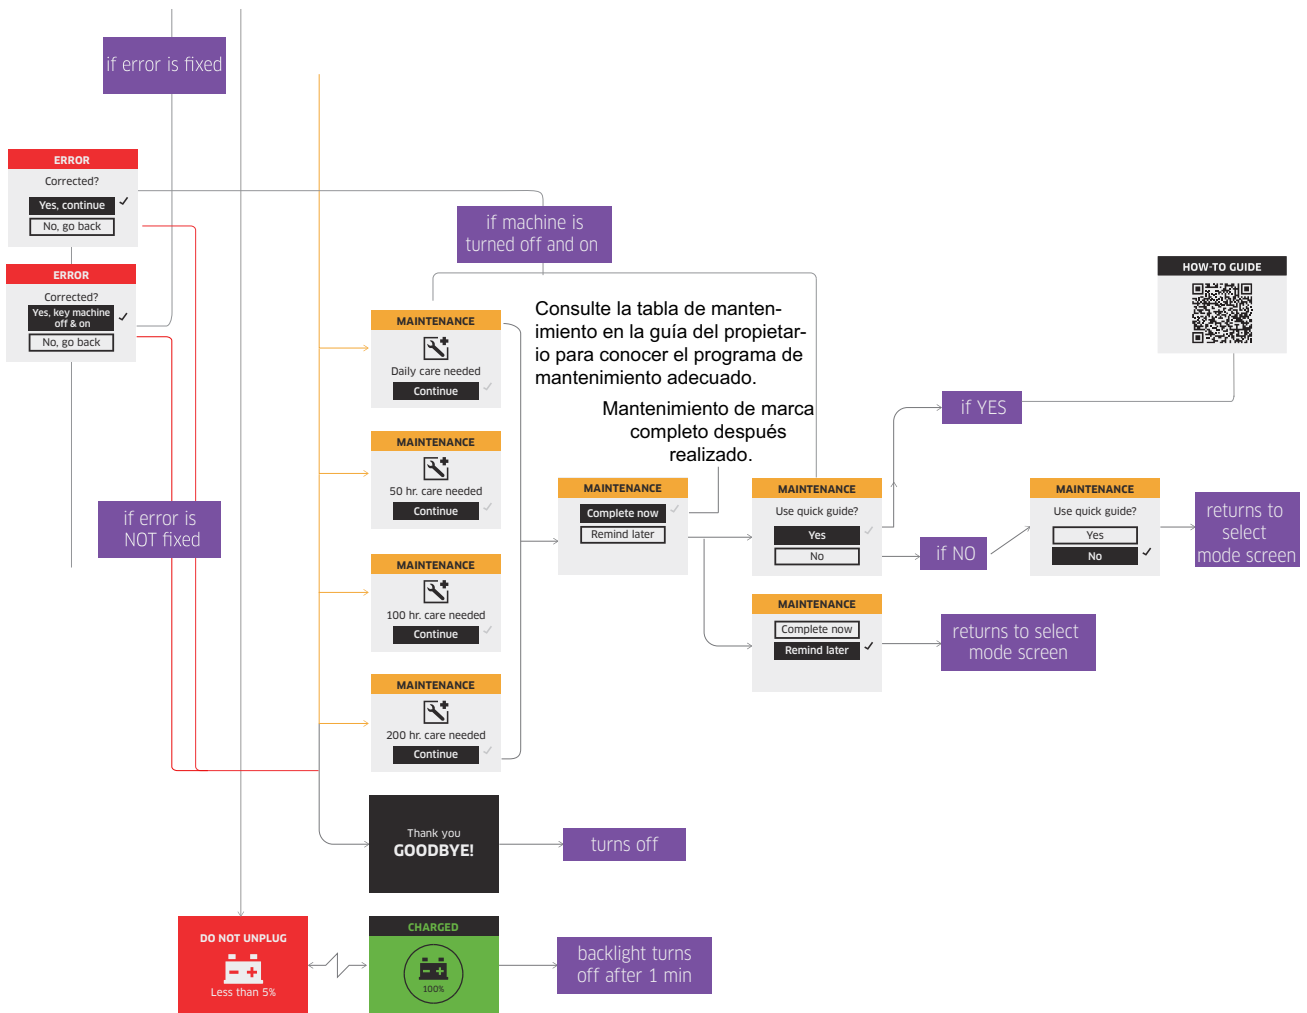 if error is fixed
ERROR
Corrected?
Yes, continue
No, go back
ERROR
Corrected?
Yes, key machine
off & on
No, go back
if machine is
turned off and on
HOW-TO GUIDE
Consulte la tabla de manten-
imiento en la guía del propietar-
io para conocer el programa de
mantenimiento adecuado.
Mantenimiento de marca
completo después
realizado.
MAINTENANCE
Daily care needed
Continue
MAINTENANCE
50 hr. care needed
Continue
MAINTENANCE
100 hr. care needed
Continue
MAINTENANCE
200 hr. care needed
Continue
if error is
NOT fixed
MAINTENANCE
Complete now
Remind later
MAINTENANCE
Use quick guide?
Yes
No
if YES
if NO
MAINTENANCE
Use quick guide?
Yes
No
returns to
select
mode screen
MAINTENANCE
Complete now
Remind later
returns to select
mode screen
Thank you
GOODBYE!
turns off
DO NOT UNPLUG
Less than 5%
CHARGED
100%
backlight turns
off after 1 min